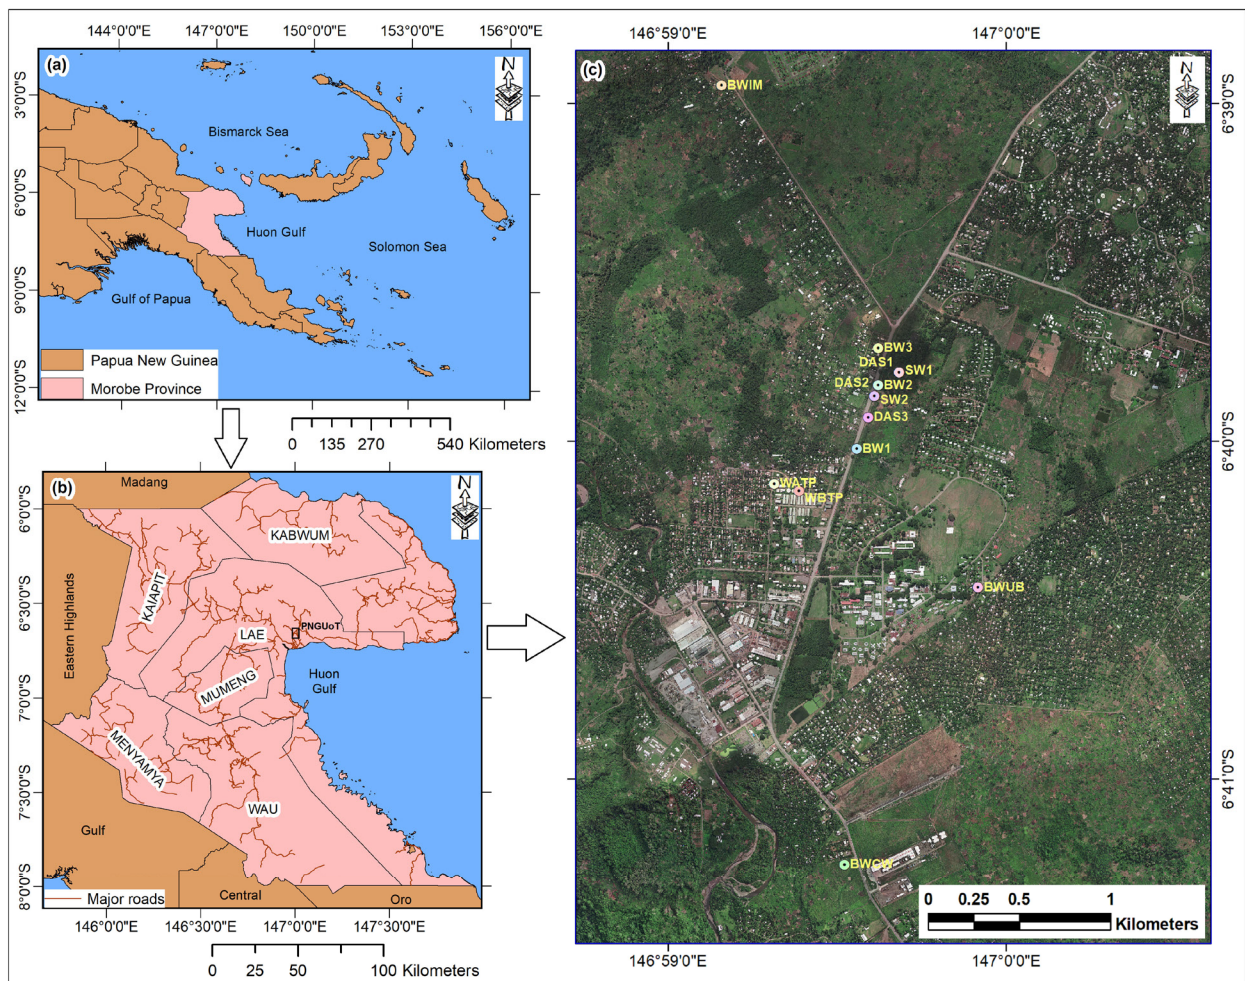 144°0'0"E 147°0'0"E 150°0'0"E 153°0'0"E 156°0'0"E
(a)
N
3°0'0"S
6°0'0"S
9°0'0"S
12°0'0"S
Bismarck Sea
Huon Gulf
Solomon Sea
Gulf of Papua
Papua New Guinea
Morobe Province
0 135 270 540 Kilometers
(b)
N
6°0'0"S
6°30'0"S
7°0'0"S
7°30'0"S
8°0'0"S
Madang
KABWUM
KAIAPIT
Eastern Highlands
PNGUoT
LAE
MUMENG
Huon
Gulf
MENYAMYA
WAU
Gulf
Major roads
Central
Oro
146°0'0"E 146°30'0"E 147°0'0"E 147°30'0"E
0 25 50 100 Kilometers
146°59'0"E 147°0'0"E
(c)
N
BWIM
6°39'0"S
BW3
DAS1
SW1
DAS2
BW2
SW2
DAS3
6°40'0"S
BW1
WATP
WBTP
BWUB
6°41'0"S
BWCW
0 0.25 0.5 1
Kilometers
146°59'0"E 147°0'0"E